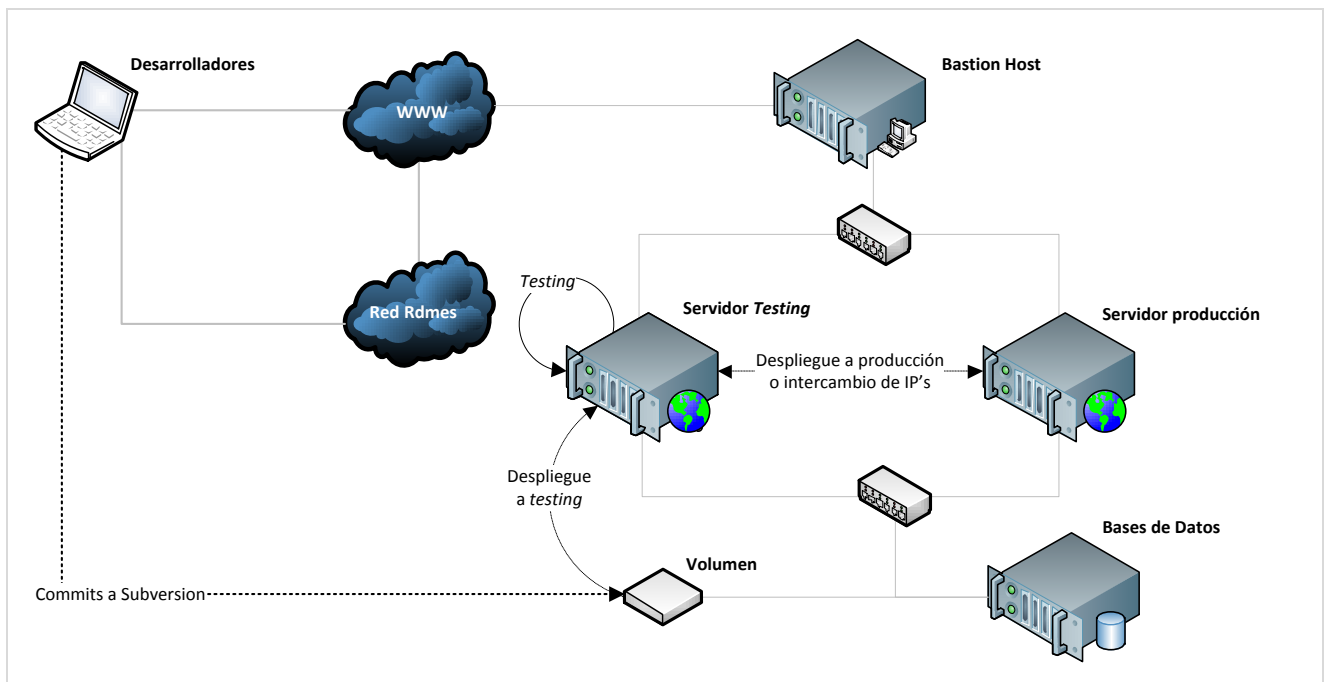 Desarrolladores
Bastion Host
WWW
Red Rdmes
Testing
Servidor Testing
Servidor producción
Despliegue a producción
o intercambio de IP's
Despliegue
a testing
Bases de Datos
Volumen
Commits a Subversion